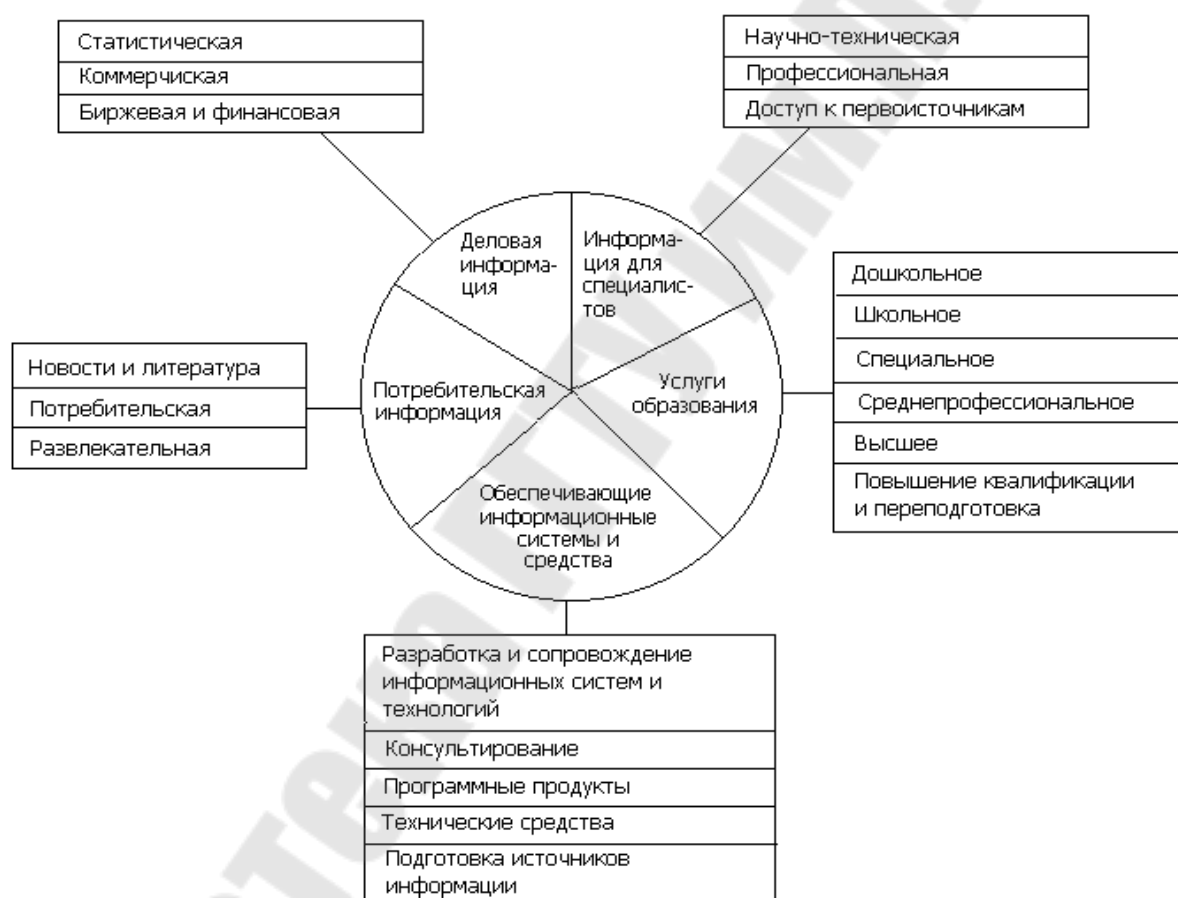 Статистическая
Коммерчиская
Биржевая и финансовая
Научно-техническая
Профессиональная
Доступ к первоисточникам
Деловая
информа-
ция
Информа-
ция для
специалис-
тов
Дошкольное
Школьное
Специальное
Среднепрофессиональное
Высшее
Повышение квалификации
и переподготовка
Новости и литература
Потребительская
Развлекательная
Потребительская
информация
Услуги
образования
Обеспечивающие
информационные
системы и
средства
Разработка и сопровождение
информационных систем и
технологий
Консультирование
Программные продукты
Технические средства
Подготовка источников
информации